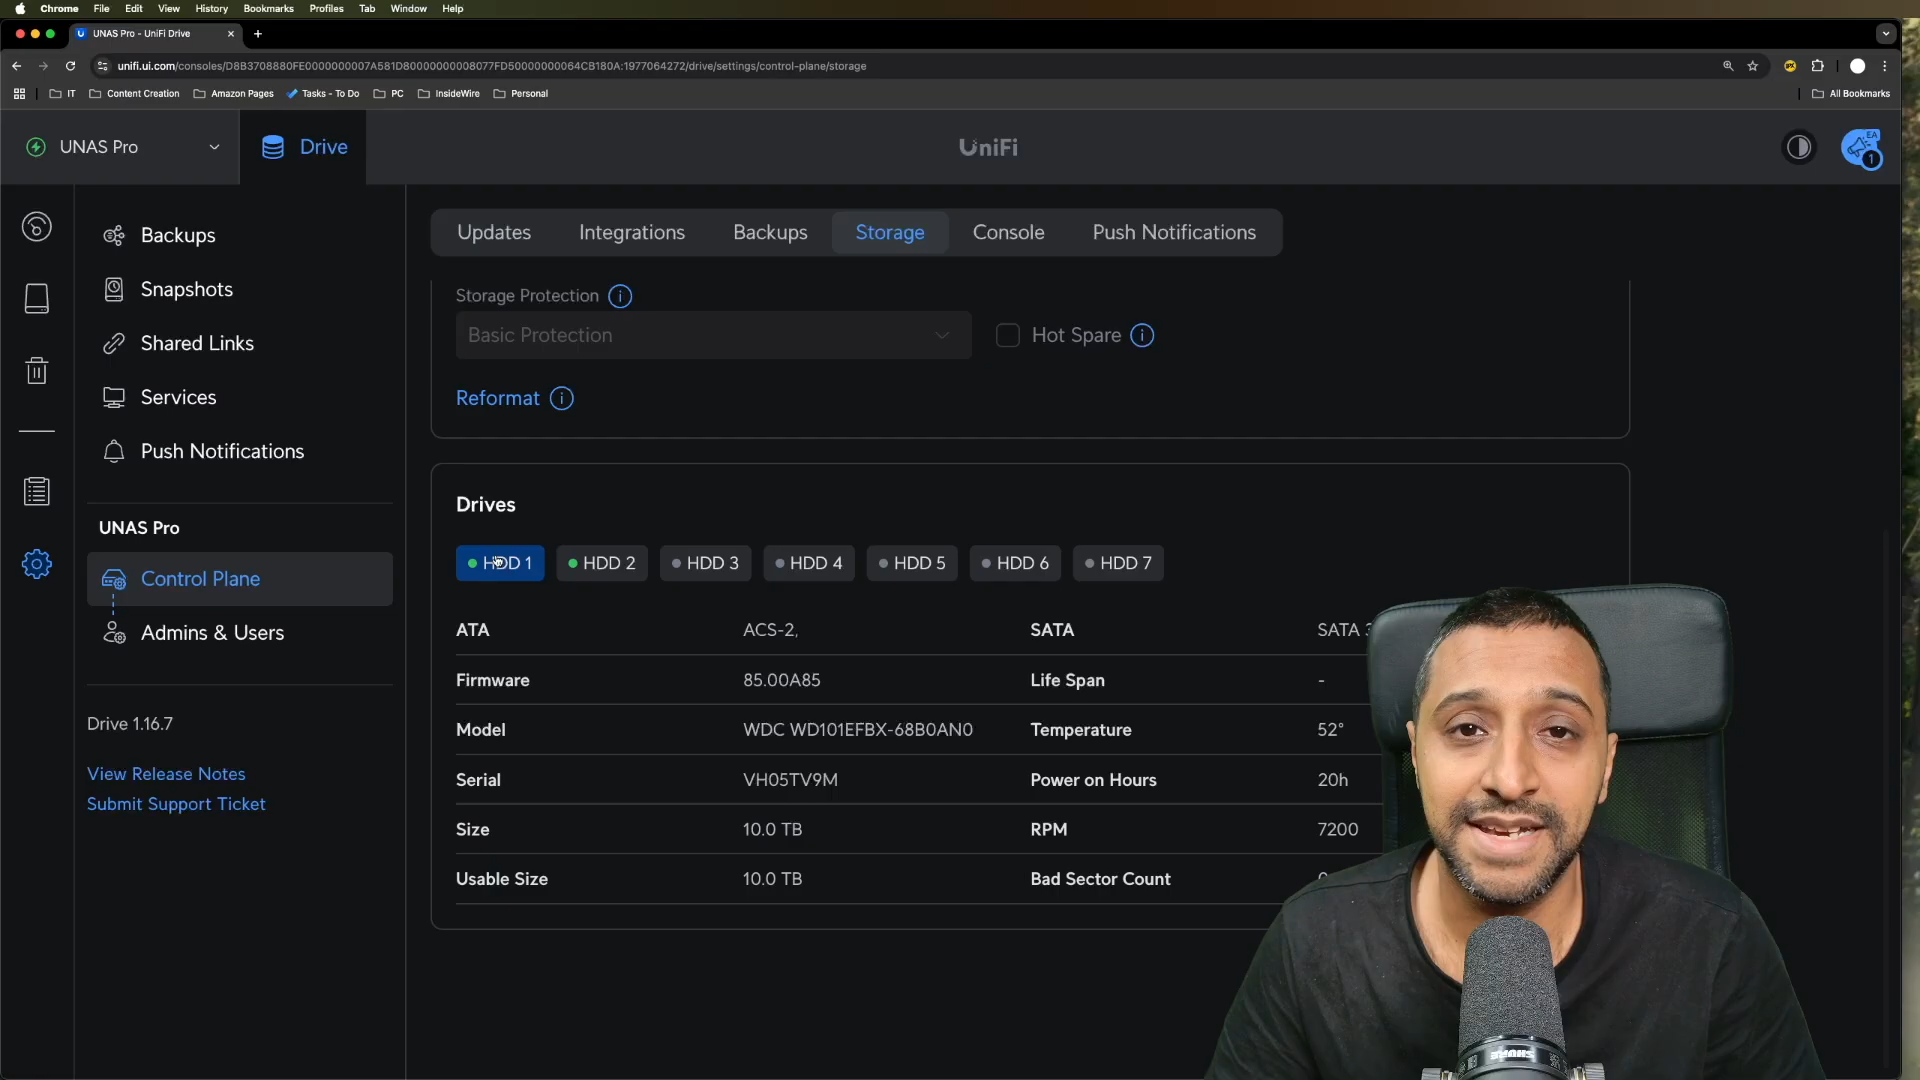 Chrome File Edit View History Bookmarks Profiles Tab Window Help
UNAS Pro - UniFi Drive
unifi.ui.com/consoles/D8B3708880FE0000000007A581D80000000008077FD50000000064CB180A:1977064272/drive/settings/control-plane/storage
IT Content Creation Amazon Pages Tasks - To Do PC InsideWire Personal All Bookmarks
UNAS Pro Drive UniFi EA 1
Updates Integrations Backups Storage Console Push Notifications
Backups
Snapshots
Shared Links
Services
Push Notifications
UNAS Pro
Control Plane
Admins & Users
Drive 1.16.7
View Release Notes
Submit Support Ticket
Storage Protection
Basic Protection Hot Spare
Reformat
Drives
HDD 1 HDD 2 HDD 3 HDD 4 HDD 5 HDD 6 HDD 7
ATA ACS-2, SATA SATA
Firmware 85.00A85 Life Span -
Model WDC WD101EFBX-68B0AN0 Temperature 52°
Serial VH05TV9M Power on Hours 20h
Size 10.0 TB RPM 7200
Usable Size 10.0 TB Bad Sector Count
SHURE